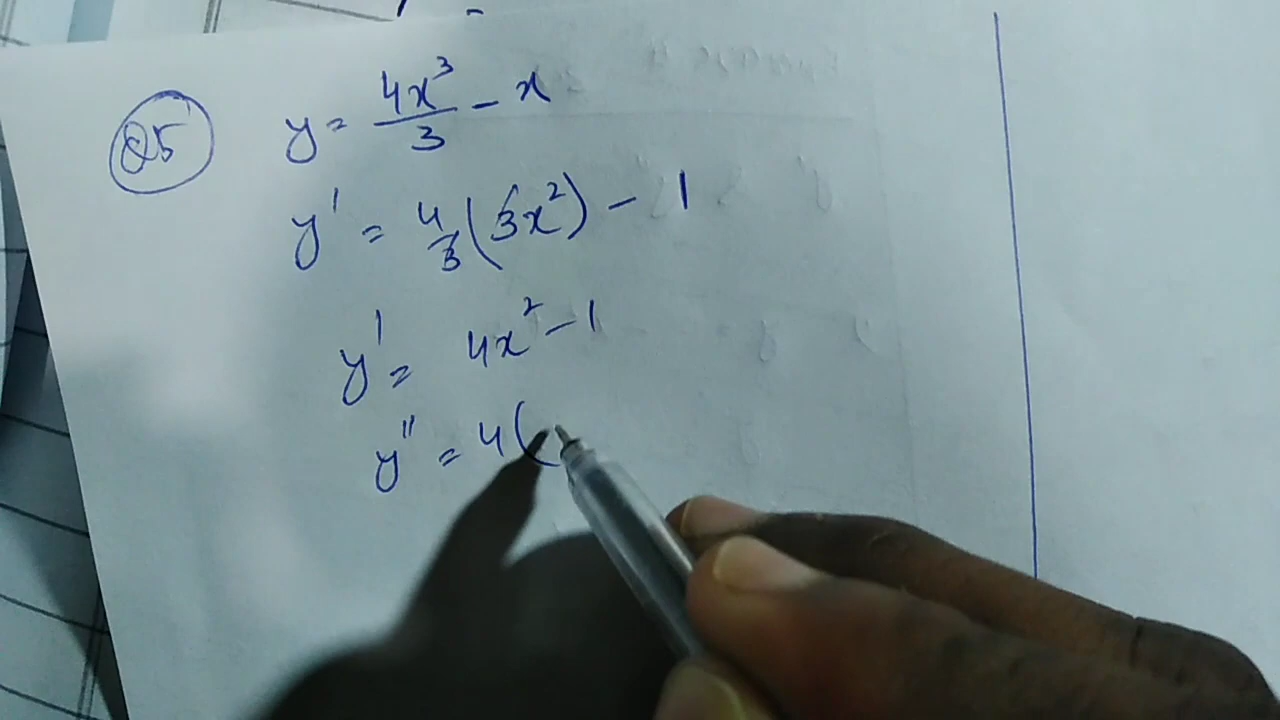 Q5
y = 4x³/3 - x
y' = 4/3 (3x²) - 1
y' = 4x² - 1
y'' = 4(